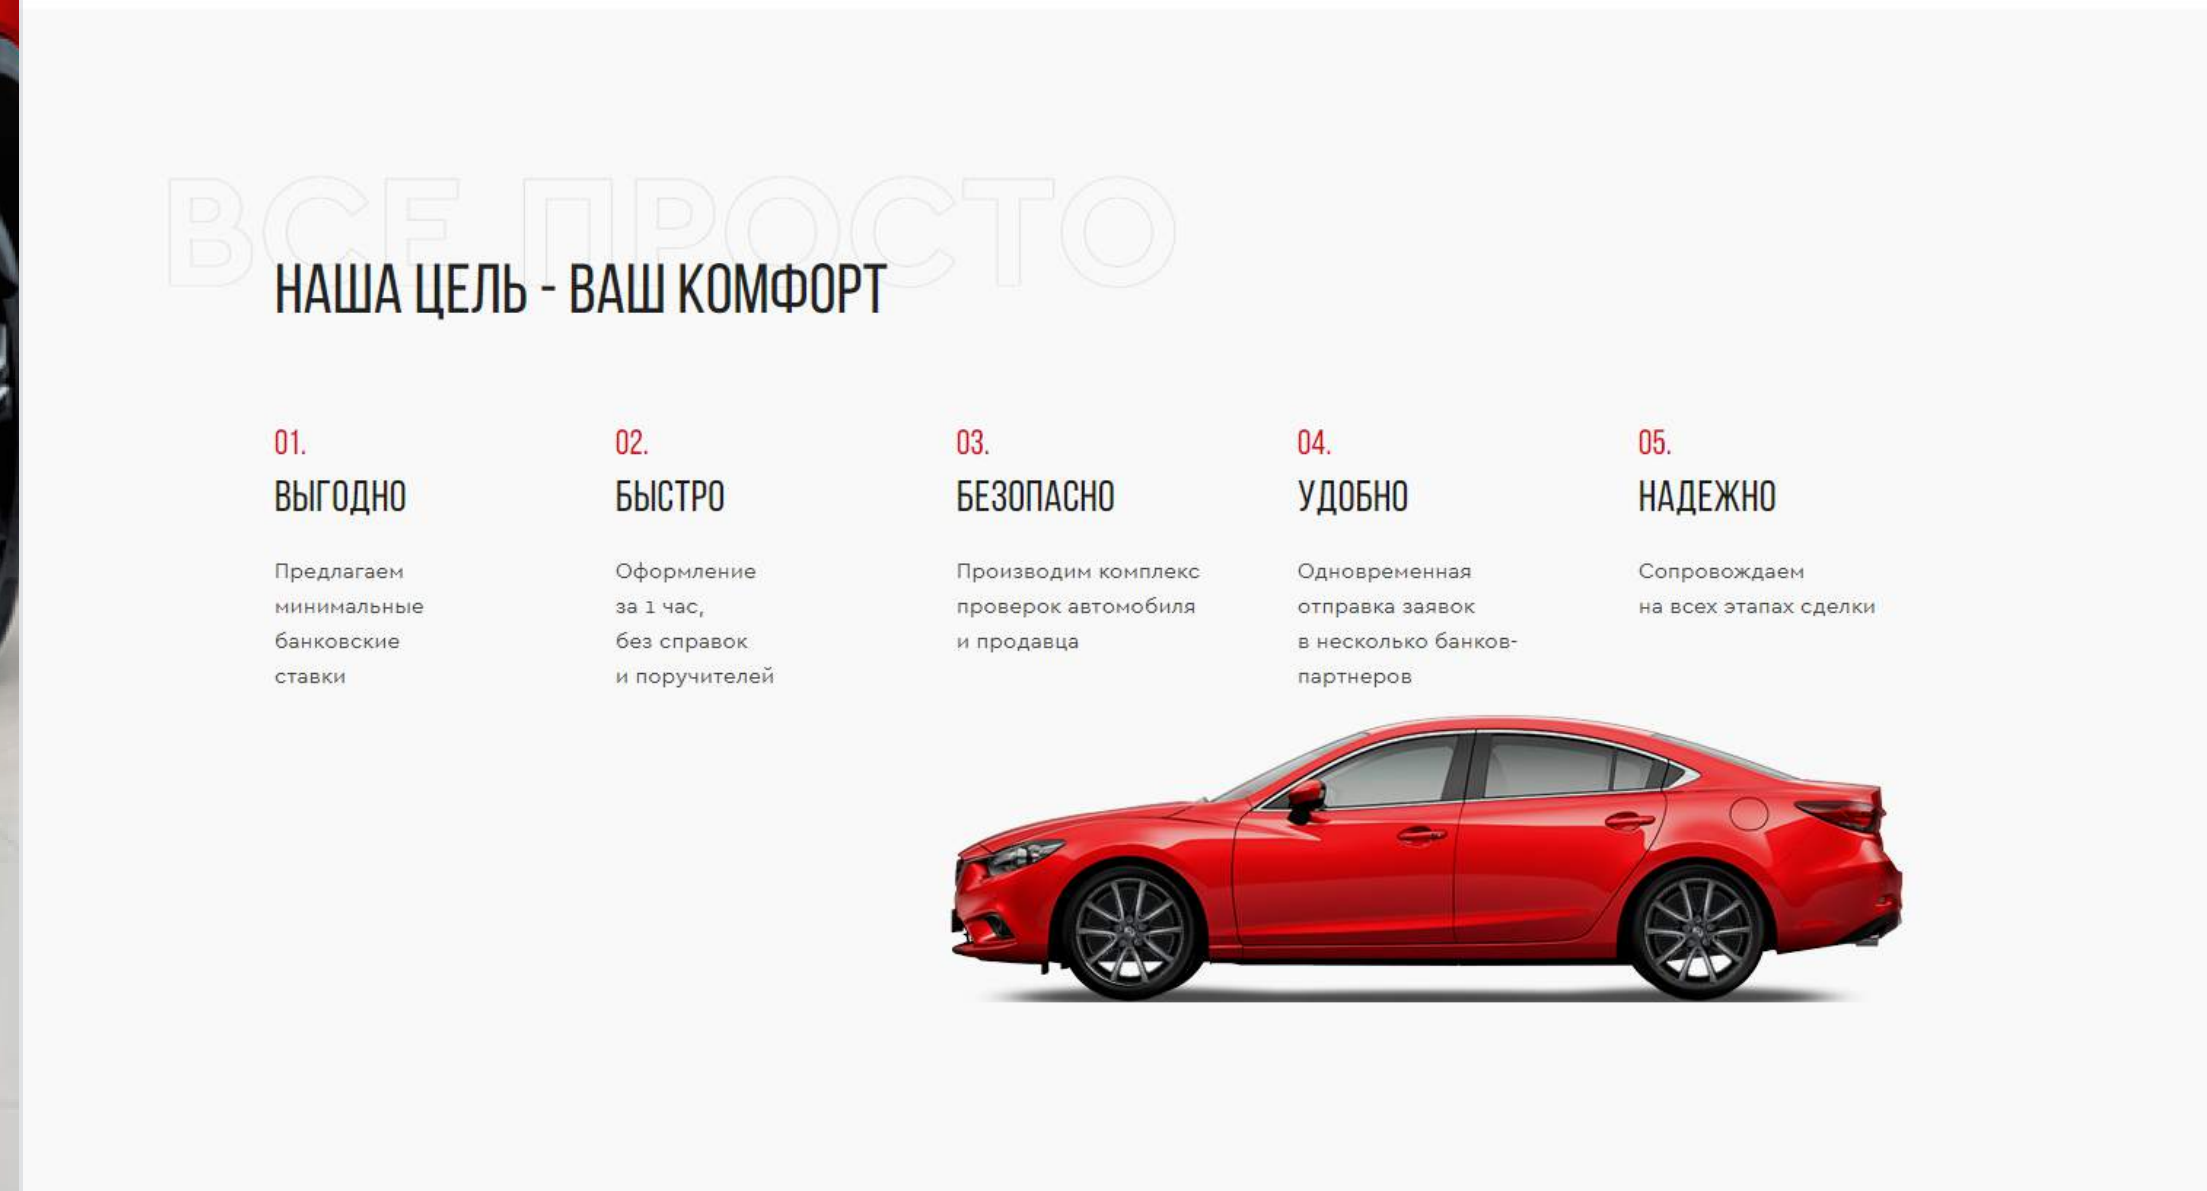 ВСЕ ПРОСТО
НАША ЦЕЛЬ - ВАШ КОМФОРТ
01.
ВЫГОДНО
Предлагаем
минимальные
банковские
ставки
02.
БЫСТРО
Оформление
за 1 час,
без справок
и поручителей
03.
БЕЗОПАСНО
Производим комплекс
проверок автомобиля
и продавца
04.
УДОБНО
Одновременная
отправка заявок
в несколько банков-
партнеров
05.
НАДЕЖНО
Сопровождаем
на всех этапах сделки